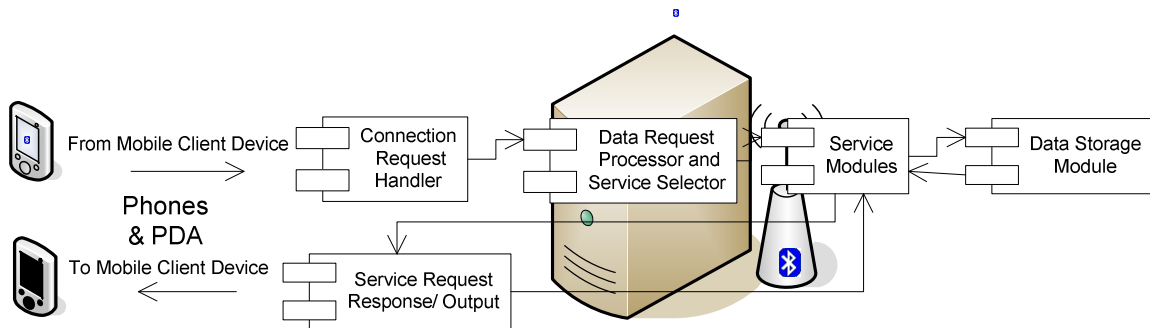 From Mobile Client Device
Connection
Request
Handler
Data Request
Processor and
Service Selector
Service
Modules
Data Storage
Module
Phones
& PDA
To Mobile Client Device
Service Request
Response/ Output